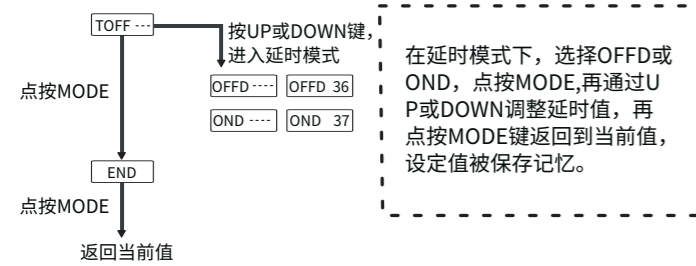 TOFF ---
按UP或DOWN键，
进入延时模式
OFFD ----
OFFD 36
OND ----
OND 37
点按MODE
END
点按MODE
返回当前值
在延时模式下，选择OFFD或
OND，点按MODE,再通过U
P或DOWN调整延时值，再
点按MODE键返回到当前值，
设定值被保存记忆。